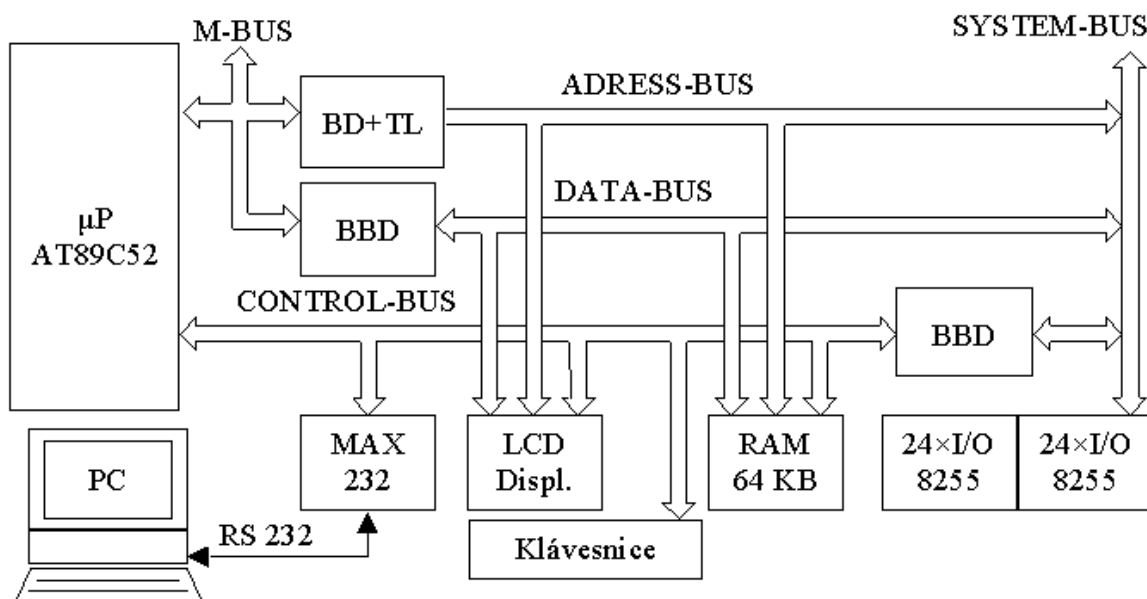 M-BUS
SYSTEM-BUS
ADRESS-BUS
BD+TL
DATA-BUS
μP
AT89C52
BBD
CONTROL-BUS
BBD
PC
MAX
232
LCD
Displ.
RAM
64 KB
24×I/O
8255
24×I/O
8255
RS 232
Klávesnice